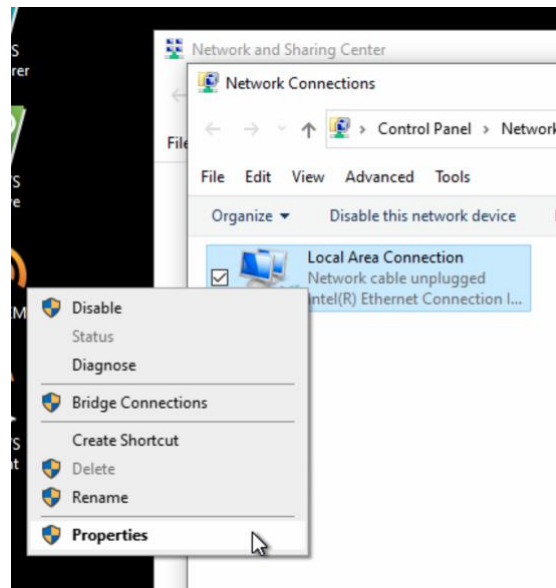 S
rer
S
e
M
S
t
Network and Sharing Center
File
Network Connections
Control Panel > Network
File Edit View Advanced Tools
Organize Disable this network device
Local Area Connection
Network cable unplugged
Intel(R) Ethernet Connection I...
Disable
Status
Diagnose
Bridge Connections
Create Shortcut
Delete
Rename
Properties